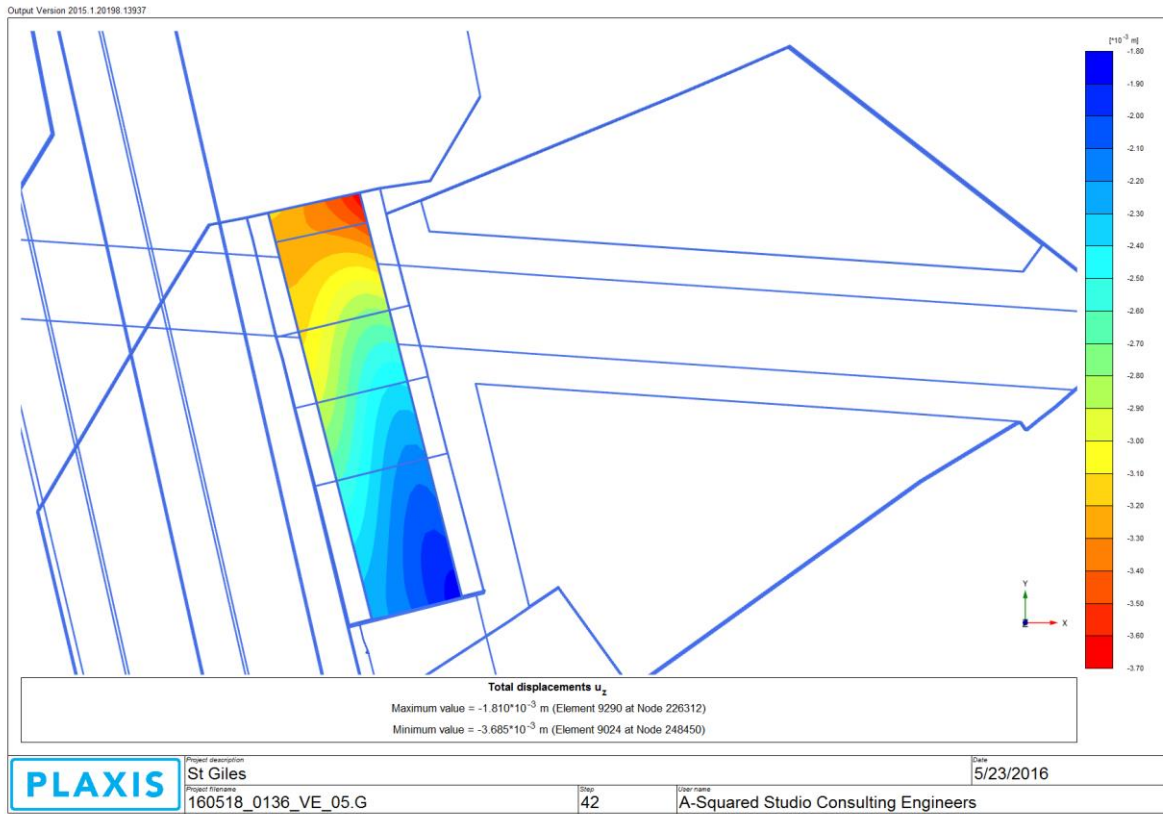 Output Version 2015.1.20198.13937
[*10⁻³ m]
-1.80
-1.90
-2.00
-2.10
-2.20
-2.30
-2.40
-2.50
-2.60
-2.70
-2.80
-2.90
-3.00
-3.10
-3.20
-3.30
-3.40
-3.50
-3.60
-3.70
Y
X
Total displacements u_z
Maximum value = -1.810*10⁻³ m (Element 9290 at Node 226312)
Minimum value = -3.685*10⁻³ m (Element 9024 at Node 248450)
PLAXIS
Project description
St Giles
Date
5/23/2016
Project filename
160518_0136_VE_05.G
Step
42
User name
A-Squared Studio Consulting Engineers